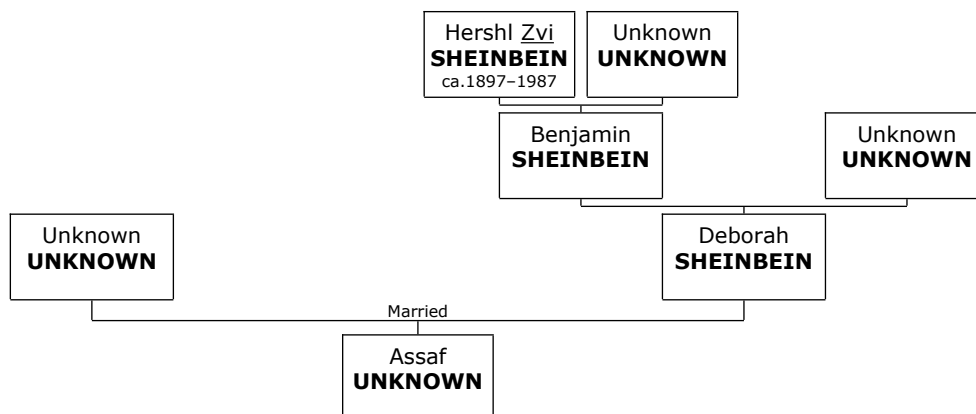 Hershl Zvi
SHEINBEIN
ca.1897–1987
Unknown
UNKNOWN
Benjamin
SHEINBEIN
Unknown
UNKNOWN
Unknown
UNKNOWN
Deborah
SHEINBEIN
Married
Assaf
UNKNOWN